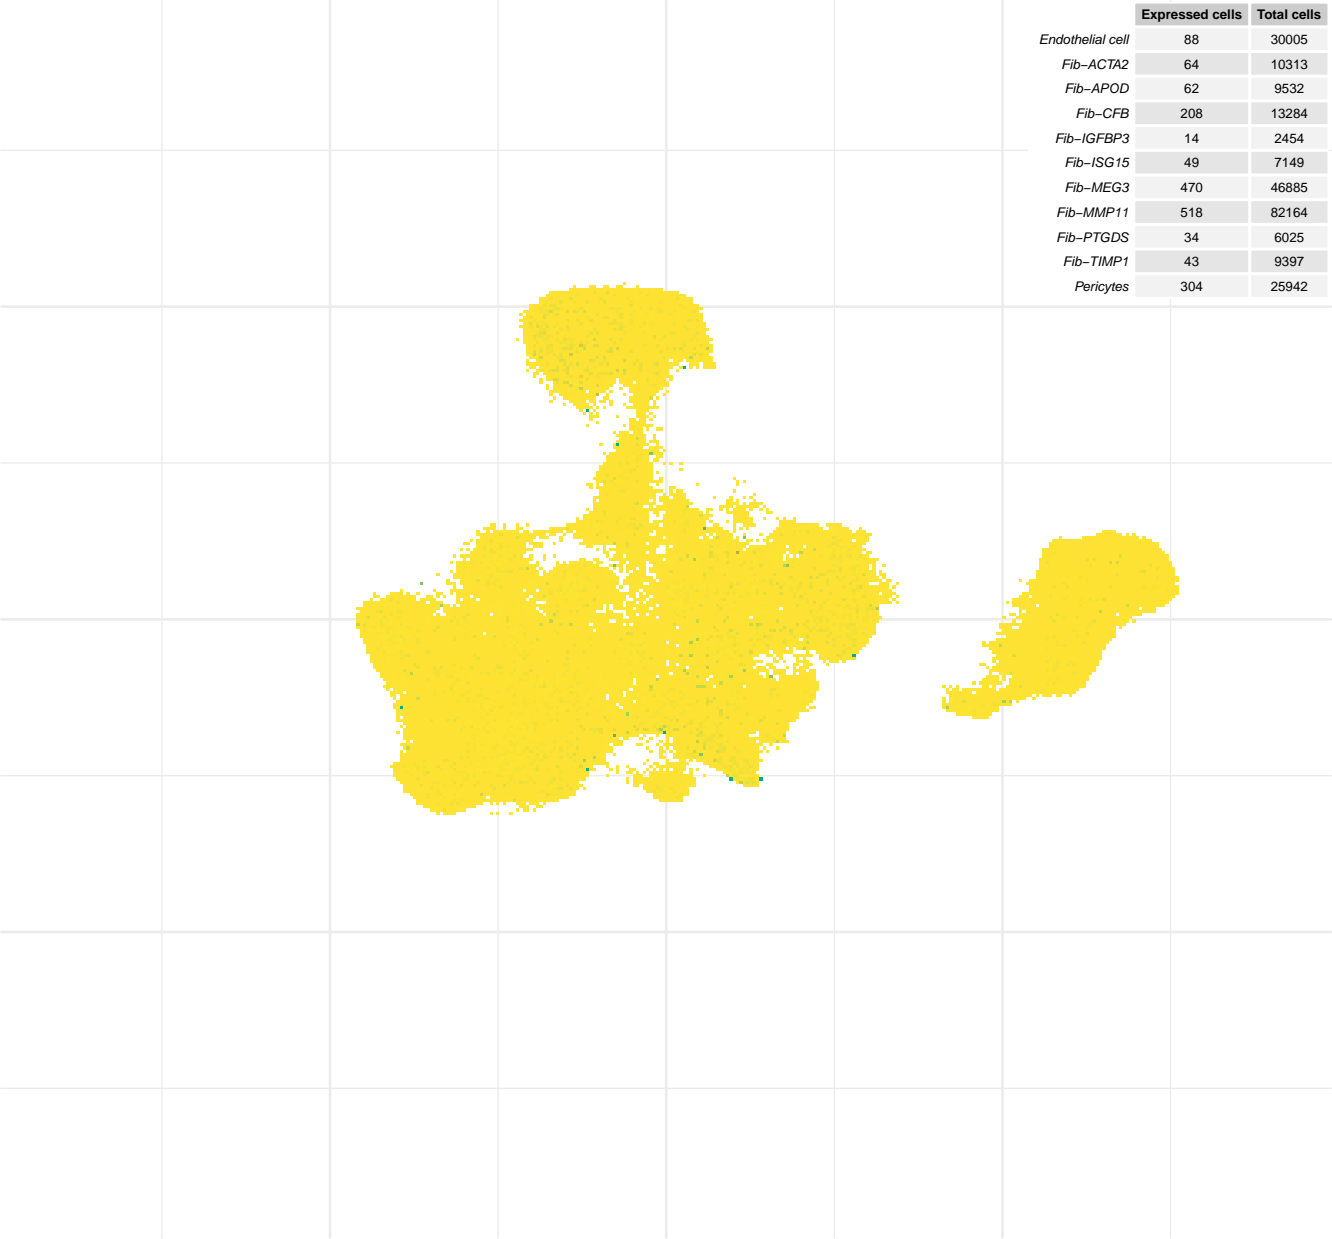 Expressed cells Total cells
Endothelial cell 88 30005
Fib−ACTA2 64 10313
Fib−APOD 62 9532
Fib−CFB 208 13284
Fib−IGFBP3 14 2454
Fib−ISG15 49 7149
Fib−MEG3 470 46885
Fib−MMP11 518 82164
Fib−PTGDS 34 6025
Fib−TIMP1 43 9397
Pericytes 304 25942